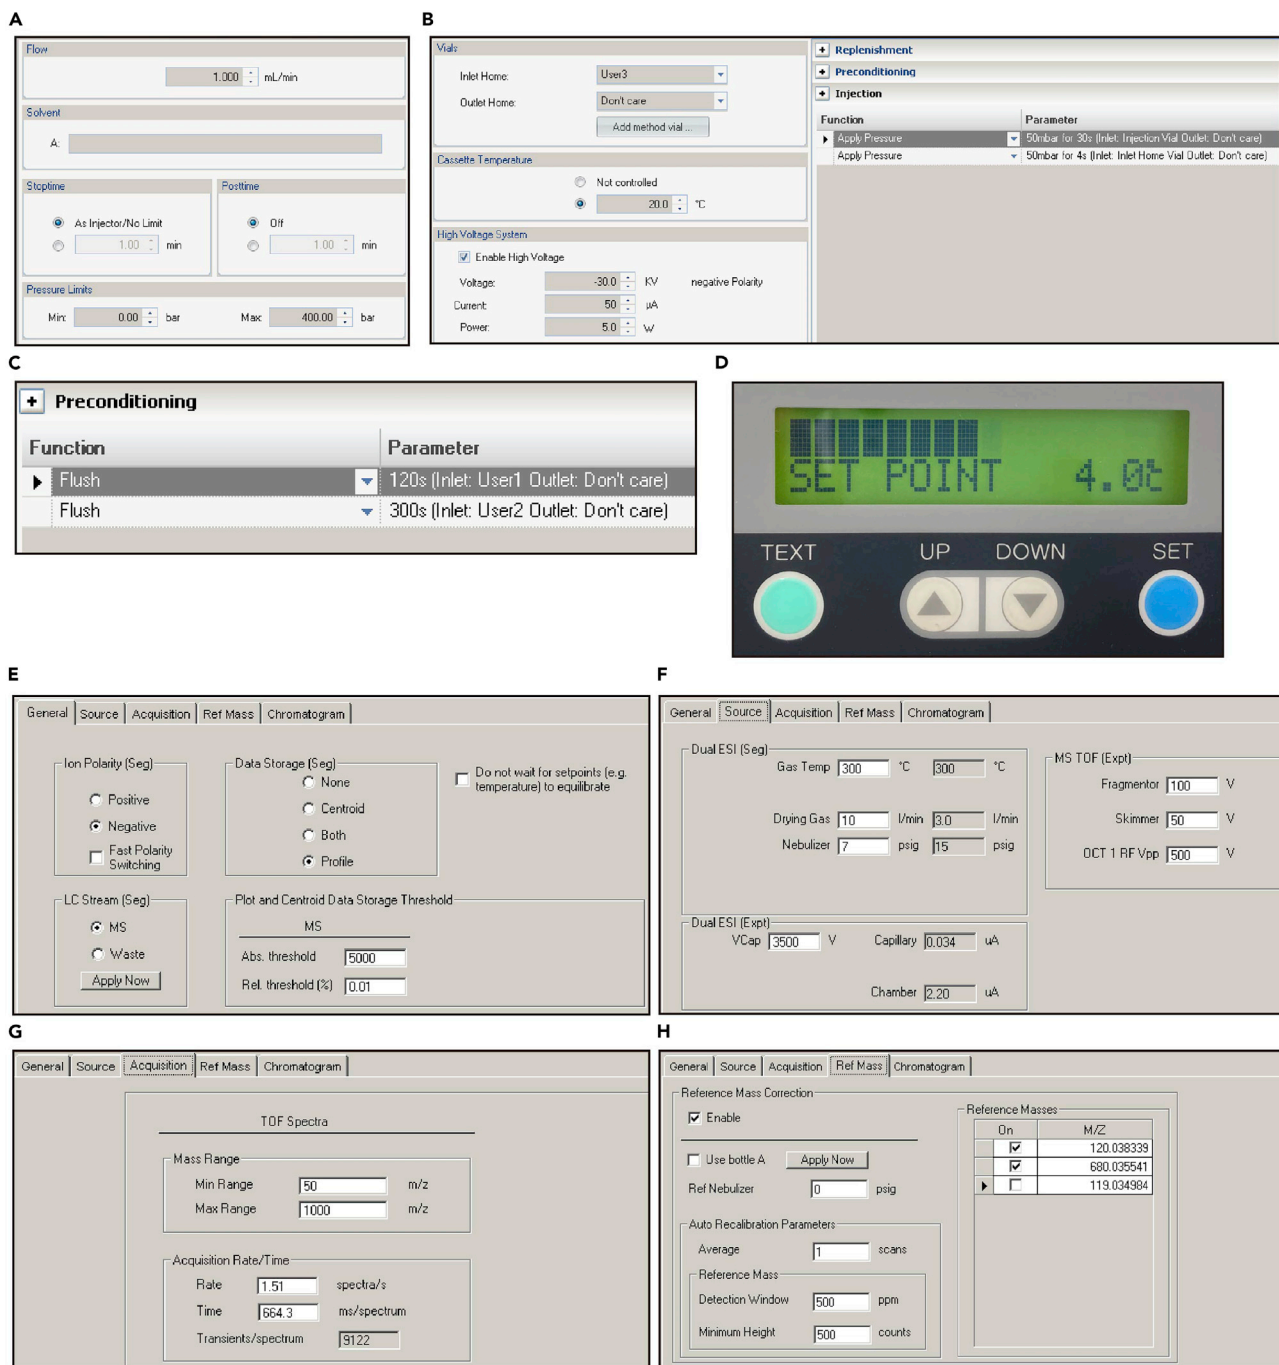 A
Flow
1.000 mL/min
Solvent
A:
Stoptime
As Injector/No Limit
1.00 min
Posttime
Off
1.00 min
Pressure Limits
Min: 0.00 bar Max: 400.00 bar
B
Vials
Inlet Home: User3
Outlet Home: Don't care
Add method vial ...
Cassette Temperature
Not controlled
20.0 °C
High Voltage System
Enable High Voltage
Voltage: -30.0 KV negative Polarity
Current: 50 µA
Power: 5.0 W
Replenishment
Preconditioning
Injection
Function Parameter
Apply Pressure 50mbar for 30s (Inlet: Injection Vial Outlet: Don't care)
Apply Pressure 50mbar for 4s (Inlet: Inlet Home Vial Outlet: Don't care)
C
Preconditioning
Function Parameter
Flush 120s (Inlet: User1 Outlet: Don't care)
Flush 300s (Inlet: User2 Outlet: Don't care)
D
SET POINT 4.0℃
TEXT UP DOWN SET
E
General Source Acquisition Ref Mass Chromatogram
Ion Polarity (Seg)
Positive
Negative
Fast Polarity
Switching
Data Storage (Seg)
None
Centroid
Both
Profile
Do not wait for setpoints (e.g.
temperature) to equilibrate
LC Stream (Seg)
MS
Waste
Apply Now
Plot and Centroid Data Storage Threshold
MS
Abs. threshold 5000
Rel. threshold (%) 0.01
F
General Source Acquisition Ref Mass Chromatogram
Dual ESI (Seg)
Gas Temp 300 °C 300 °C
Drying Gas 10 l/min 3.0 l/min
Nebulizer 7 psig 15 psig
MS TOF (Expt)
Fragmentor 100 V
Skimmer 50 V
OCT 1 RF Vpp 500 V
Dual ESI (Expt)
VCap 3500 V Capillary 0.034 uA
Chamber 2.20 uA
G
General Source Acquisition Ref Mass Chromatogram
TOF Spectra
Mass Range
Min Range 50 m/z
Max Range 1000 m/z
Acquisition Rate/Time
Rate 1.51 spectra/s
Time 664.3 ms/spectrum
Transients/spectrum 9122
H
General Source Acquisition Ref Mass Chromatogram
Reference Mass Correction
Enable
Use bottle A Apply Now
Ref Nebulizer 0 psig
Auto Recalibration Parameters
Average 1 scans
Reference Mass
Detection Window 500 ppm
Minimum Height 500 counts
Reference Masses
On M/Z
120.038339
680.035541
119.034984